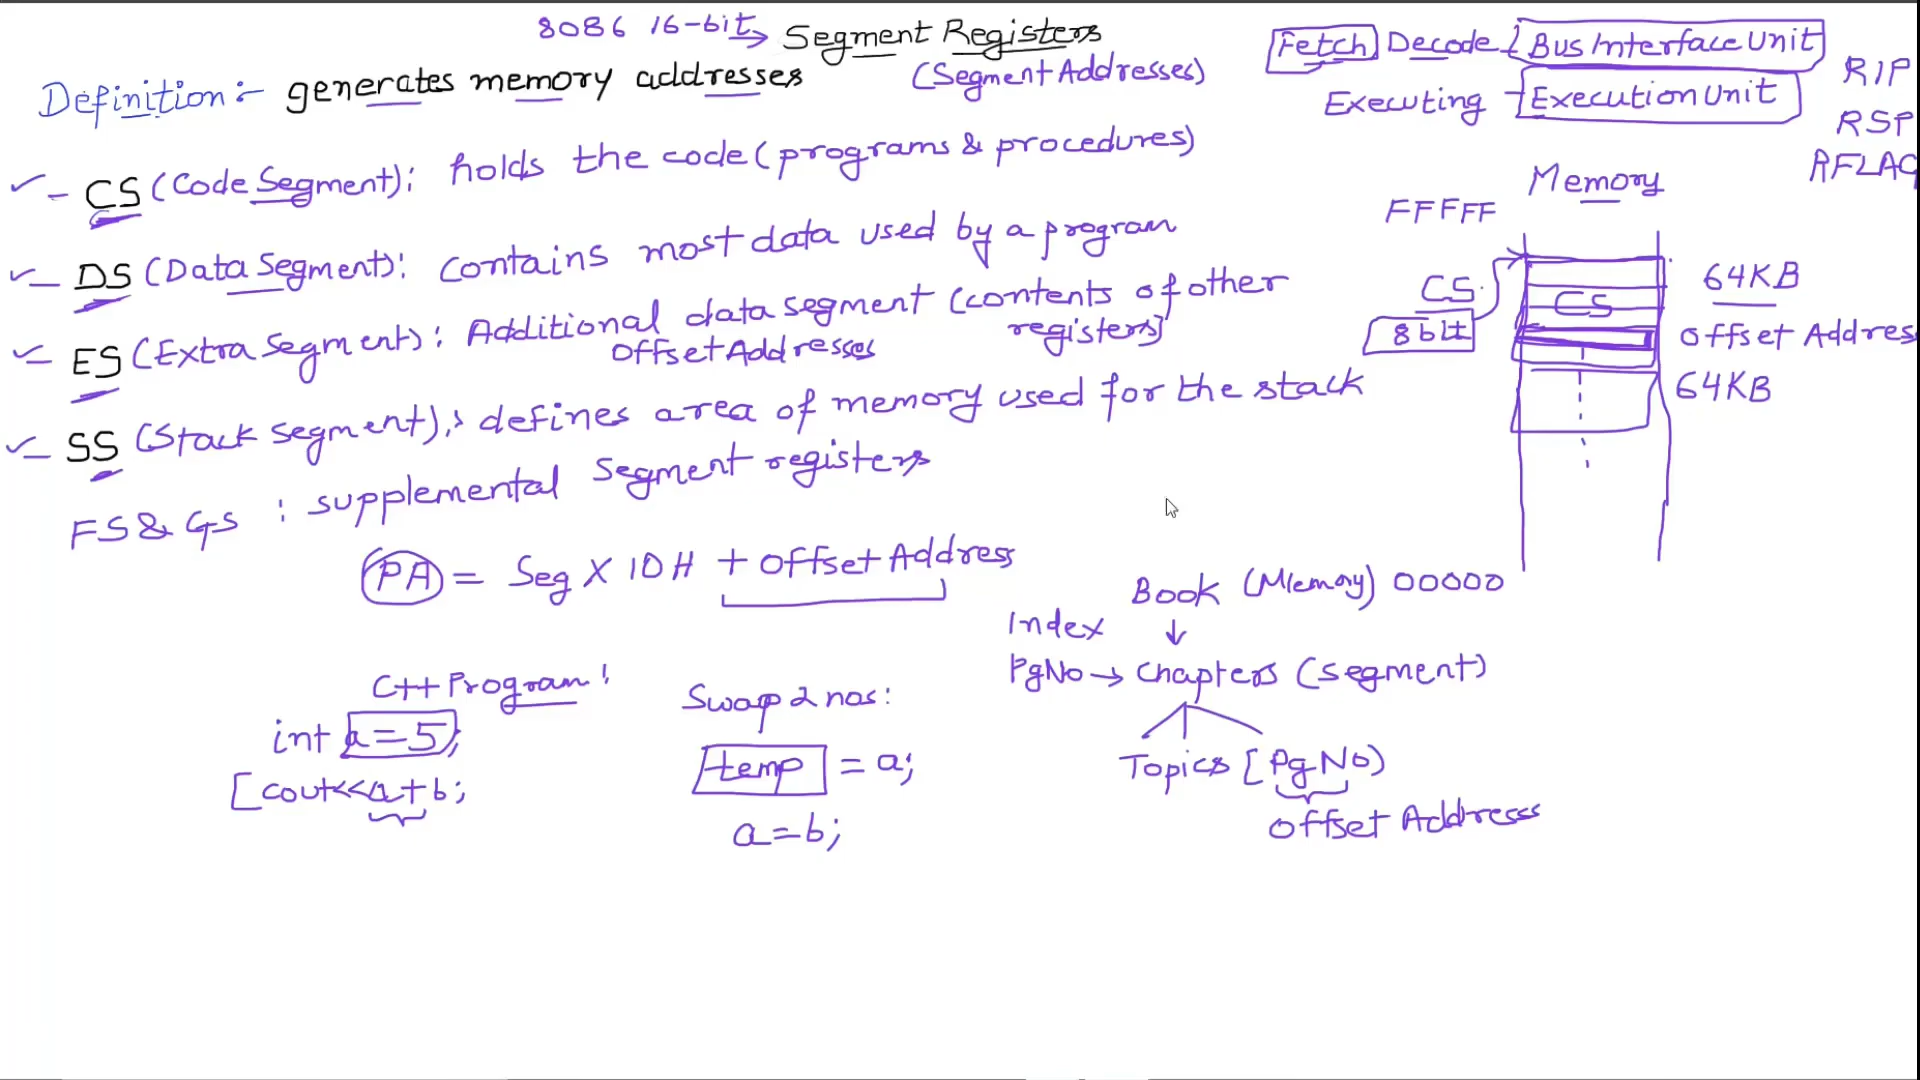 8086 16-bit → Segment Registers
(Segment Addresses)
Definition :- generates memory addresses
- CS (Code Segment): holds the code (programs & procedures)
- DS (Data Segment): contains most data used by a program
- ES (Extra Segment): Additional data segment (contents of other registers)
Offset Addresses
- SS (Stack Segment): defines area of memory used for the stack
FS & GS : supplemental segment registers
PA = Seg X 10H + Offset Address
C++ Program:
int a=5;
[cout<<a+b;
Swap 2 nos:
temp = a;
a=b;
Fetch Decode - Bus Interface Unit
Executing - Execution Unit
RIP
RSP
RFLAG
Memory
FFFFF
CS
8 bit
CS
64KB
Offset Addres
64KB
Book (Memory) 00000
Index
PgNo → Chapters (segment)
Topics [PgNo)
Offset Addresss